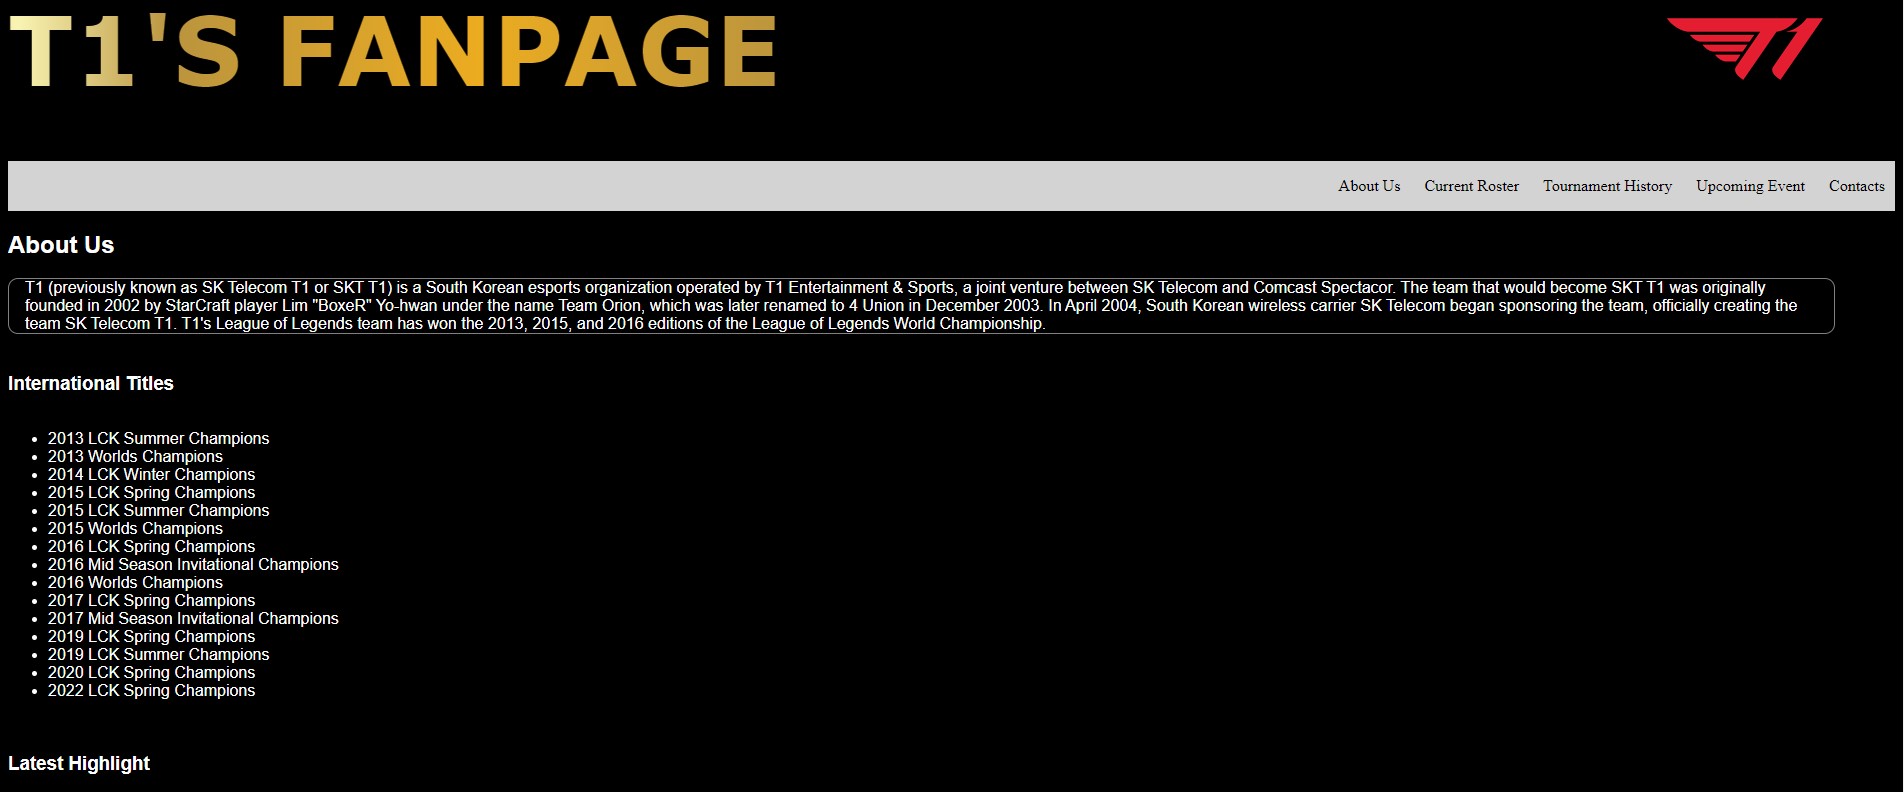 T1'S FANPAGE
T1
About Us Current Roster Tournament History Upcoming Event Contacts
About Us
T1 (previously known as SK Telecom T1 or SKT T1) is a South Korean esports organization operated by T1 Entertainment & Sports, a joint venture between SK Telecom and Comcast Spectacor. The team that would become SKT T1 was originally
founded in 2002 by StarCraft player Lim "BoxeR" Yo-hwan under the name Team Orion, which was later renamed to 4 Union in December 2003. In April 2004, South Korean wireless carrier SK Telecom began sponsoring the team, officially creating the
team SK Telecom T1. T1's League of Legends team has won the 2013, 2015, and 2016 editions of the League of Legends World Championship.
International Titles
• 2013 LCK Summer Champions
• 2013 Worlds Champions
• 2014 LCK Winter Champions
• 2015 LCK Spring Champions
• 2015 LCK Summer Champions
• 2015 Worlds Champions
• 2016 LCK Spring Champions
• 2016 Mid Season Invitational Champions
• 2016 Worlds Champions
• 2017 LCK Spring Champions
• 2017 Mid Season Invitational Champions
• 2019 LCK Spring Champions
• 2019 LCK Summer Champions
• 2020 LCK Spring Champions
• 2022 LCK Spring Champions
Latest Highlight